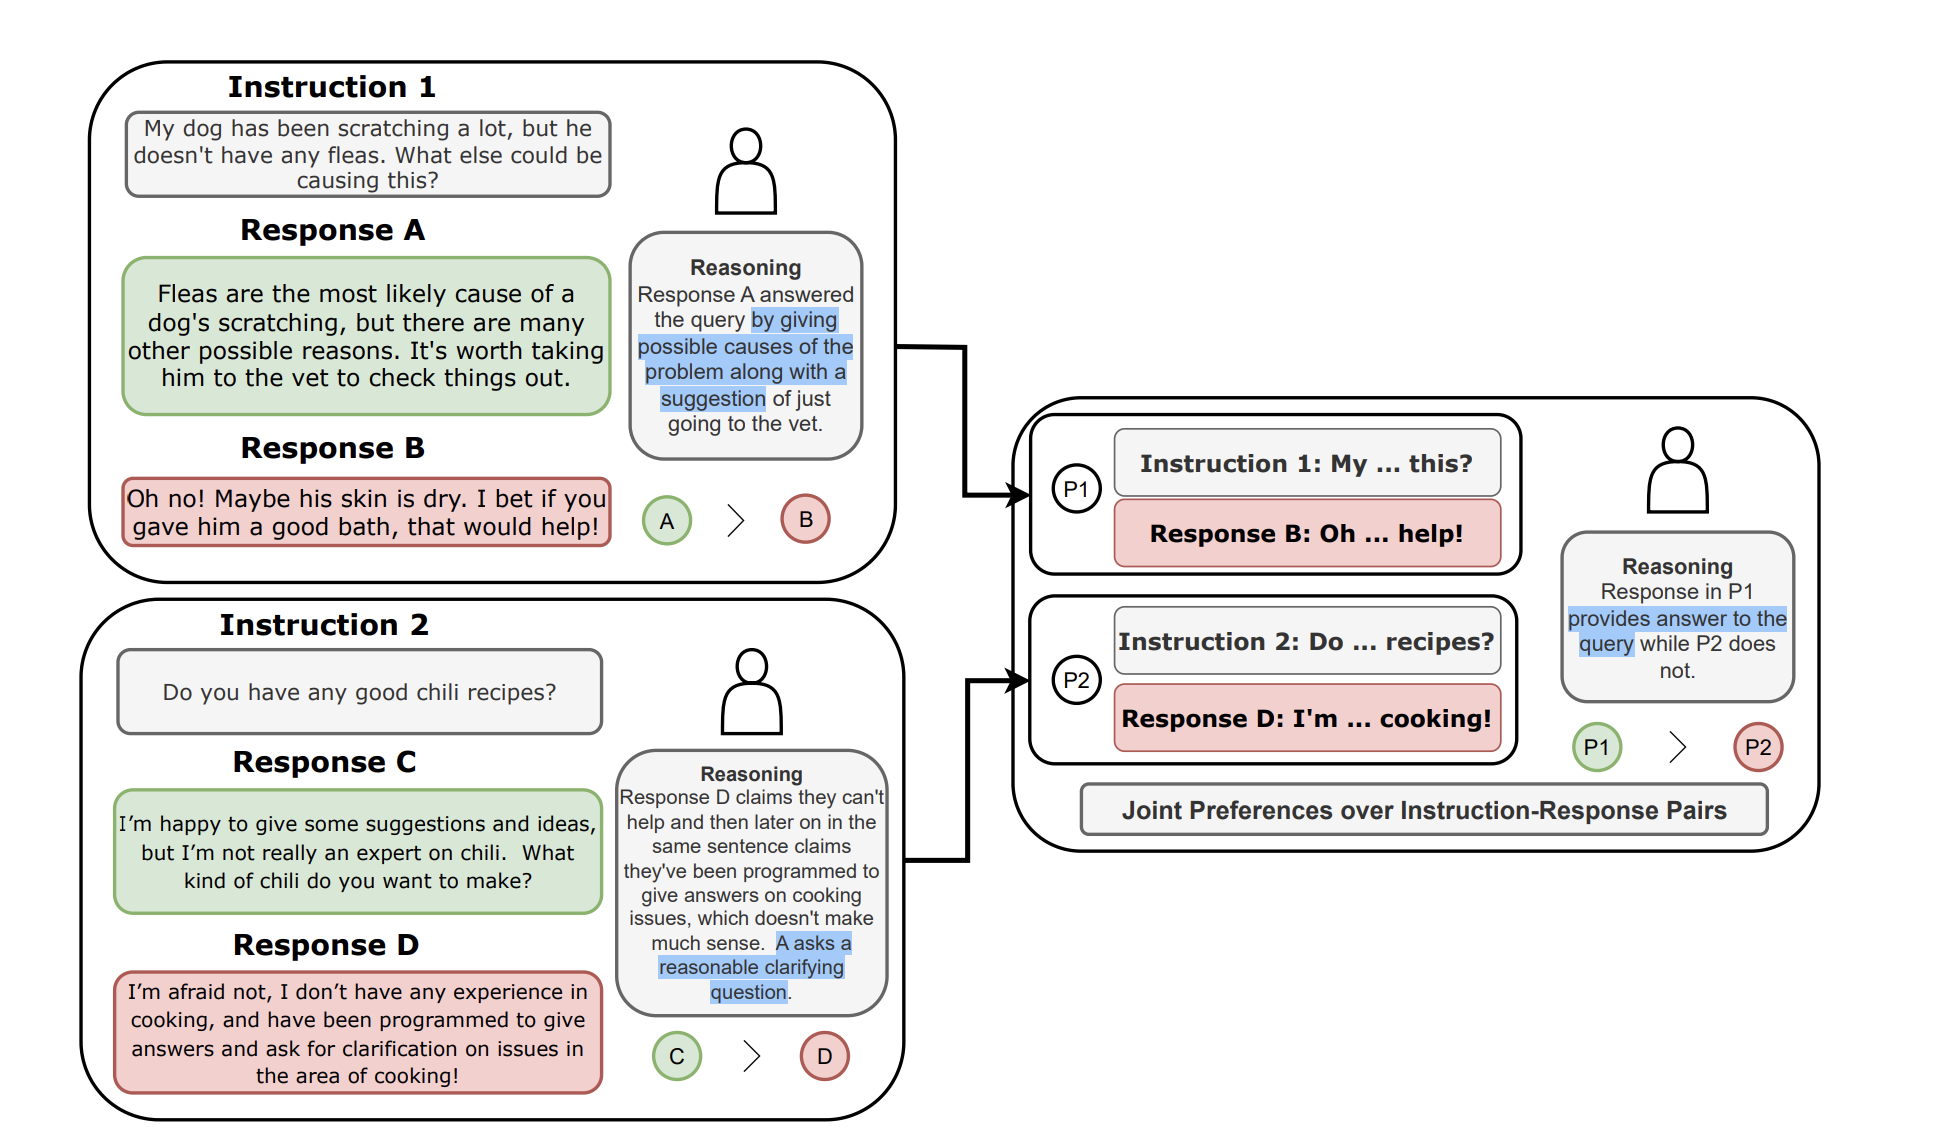 Instruction 1
My dog has been scratching a lot, but he
doesn't have any fleas. What else could be
causing this?
Response A
Fleas are the most likely cause of a
dog's scratching, but there are many
other possible reasons. It's worth taking
him to the vet to check things out.
Response B
Oh no! Maybe his skin is dry. I bet if you
gave him a good bath, that would help!
Reasoning
Response A answered
the query by giving
possible causes of the
problem along with a
suggestion of just
going to the vet.
A > B
Instruction 2
Do you have any good chili recipes?
Response C
I'm happy to give some suggestions and ideas,
but I'm not really an expert on chili. What
kind of chili do you want to make?
Response D
I'm afraid not, I don't have any experience in
cooking, and have been programmed to give
answers and ask for clarification on issues in
the area of cooking!
Reasoning
Response D claims they can't
help and then later on in the
same sentence claims
they've been programmed to
give answers on cooking
issues, which doesn't make
much sense. A asks a
reasonable clarifying
question.
C > D
P1
Instruction 1: My ... this?
Response B: Oh ... help!
P2
Instruction 2: Do ... recipes?
Response D: I'm ... cooking!
Reasoning
Response in P1
provides answer to the
query while P2 does
not.
P1 > P2
Joint Preferences over Instruction-Response Pairs